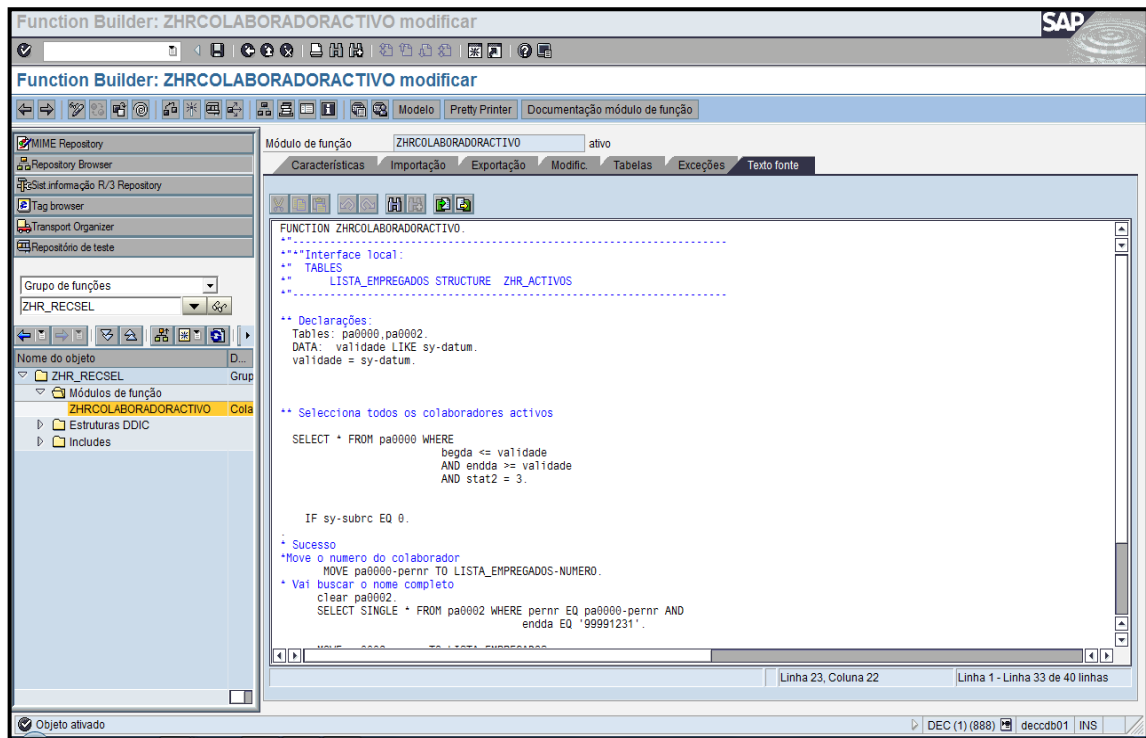 Function Builder: ZHRCOLABORADORACTIVO modificar
SAP
Function Builder: ZHRCOLABORADORACTIVO modificar
Modelo Pretty Printer Documentação módulo de função
MIME Repository
Repository Browser
Sist.informação R/3 Repository
Tag browser
Transport Organizer
Repositório de teste
Grupo de funções
ZHR_RECSEL
Nome do objeto D...
ZHR_RECSEL Grup
Módulos de função
ZHRCOLABORADORACTIVO Cola
Estruturas DDIC
Includes
Módulo de função ZHRCOLABORADORACTIVO ativo
Características Importação Exportação Modific. Tabelas Exceções Texto fonte
FUNCTION ZHRCOLABORADORACTIVO.
*"----------------------------------------------------------------------
*"*"Interface local:
*"  TABLES
*"      LISTA_EMPREGADOS STRUCTURE  ZHR_ACTIVOS
*"----------------------------------------------------------------------
** Declarações:
Tables: pa0000,pa0002.
DATA:  validade LIKE sy-datum.
validade = sy-datum.
** Selecciona todos os colaboradores activos
SELECT * FROM pa0000 WHERE
begda <= validade
AND endda >= validade
AND stat2 = 3.
IF sy-subrc EQ 0.
.
* Sucesso
*Move o numero do colaborador
MOVE pa0000-pernr TO LISTA_EMPREGADOS-NUMERO.
* Vai buscar o nome completo
clear pa0002.
SELECT SINGLE * FROM pa0002 WHERE pernr EQ pa0000-pernr AND
endda EQ '99991231'.
Linha 23, Coluna 22
Linha 1 - Linha 33 de 40 linhas
Objeto ativado
DEC (1) (888) deccdb01 INS